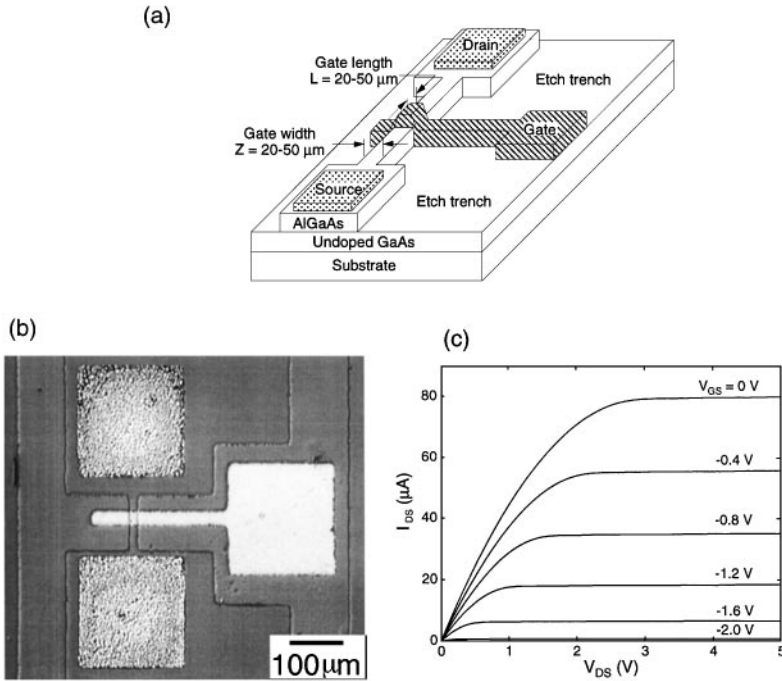 (a)
Drain
Gate length
L = 20-50 μm
Etch trench
Gate
Gate width
Z = 20-50 μm
Source
Etch trench
AlGaAs
Undoped GaAs
Substrate
(b)
100μm
(c)
80
60
40
20
0
I_DS (μA)
V_GS = 0 V
-0.4 V
-0.8 V
-1.2 V
-1.6 V
-2.0 V
0 1 2 3 4 5
V_DS (V)